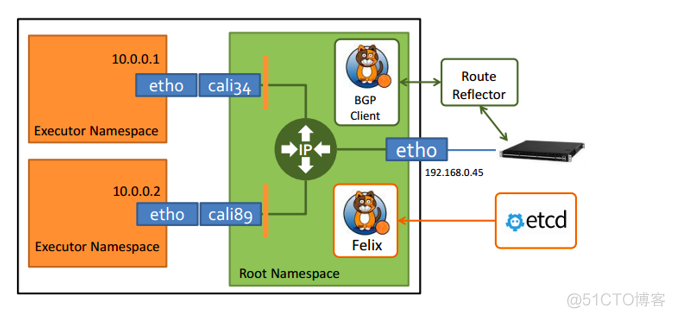 10.0.0.1
etho
cali34
Executor Namespace
10.0.0.2
etho
cali89
Executor Namespace
IP
BGP
Client
Felix
Root Namespace
etho
192.168.0.45
Route
Reflector
etcd
@51CTO博客